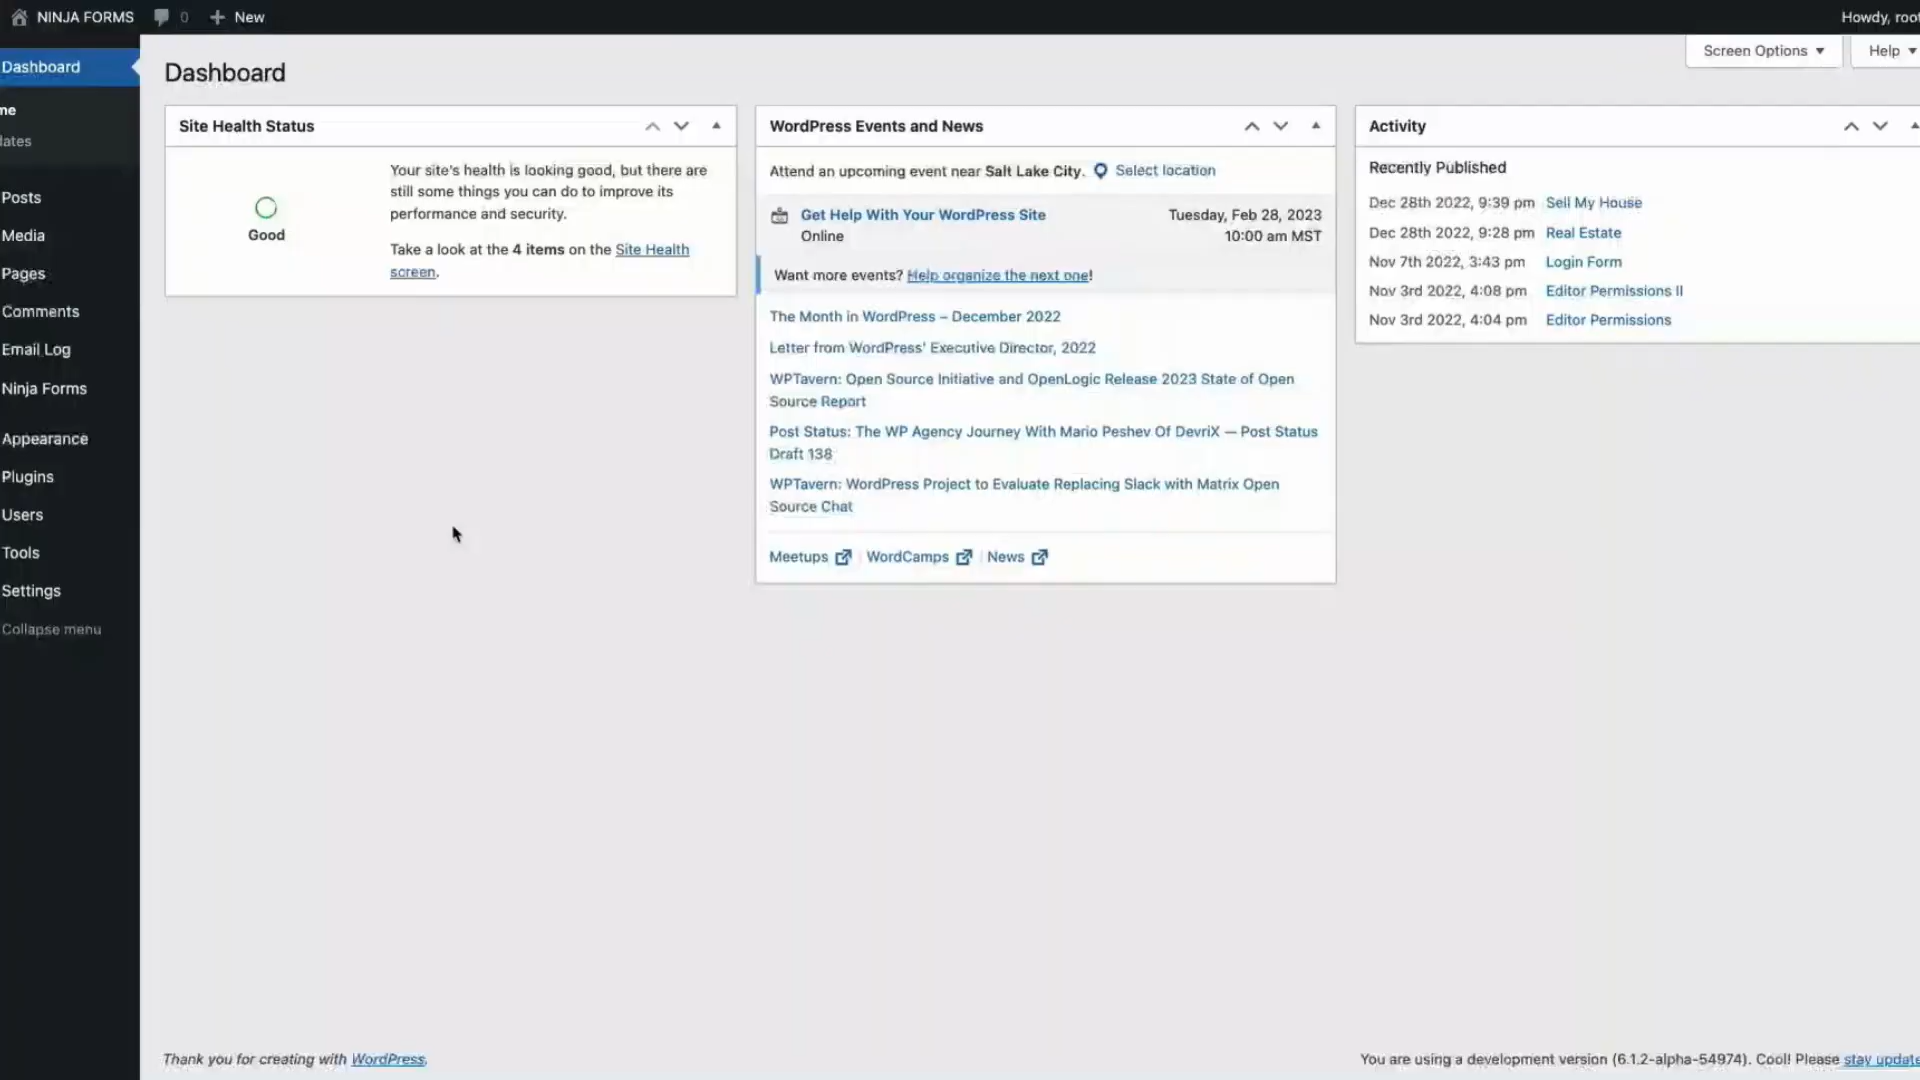 NINJA FORMS 0 New Howdy, root
Screen Options Help
Dashboard
me
dates
Posts
Media
Pages
Comments
Email Log
Ninja Forms
Appearance
Plugins
Users
Tools
Settings
Collapse menu
Dashboard
Site Health Status
Good
Your site's health is looking good, but there are
still some things you can do to improve its
performance and security.
Take a look at the 4 items on the Site Health
screen.
WordPress Events and News
Attend an upcoming event near Salt Lake City. Select location
Get Help With Your WordPress Site Tuesday, Feb 28, 2023
Online 10:00 am MST
Want more events? Help organize the next one!
The Month in WordPress – December 2022
Letter from WordPress' Executive Director, 2022
WPTavern: Open Source Initiative and OpenLogic Release 2023 State of Open
Source Report
Post Status: The WP Agency Journey With Mario Peshev Of DevriX — Post Status
Draft 138
WPTavern: WordPress Project to Evaluate Replacing Slack with Matrix Open
Source Chat
Meetups | WordCamps | News
Activity
Recently Published
Dec 28th 2022, 9:39 pm Sell My House
Dec 28th 2022, 9:28 pm Real Estate
Nov 7th 2022, 3:43 pm Login Form
Nov 3rd 2022, 4:08 pm Editor Permissions II
Nov 3rd 2022, 4:04 pm Editor Permissions
Thank you for creating with WordPress.
You are using a development version (6.1.2-alpha-54974). Cool! Please stay update